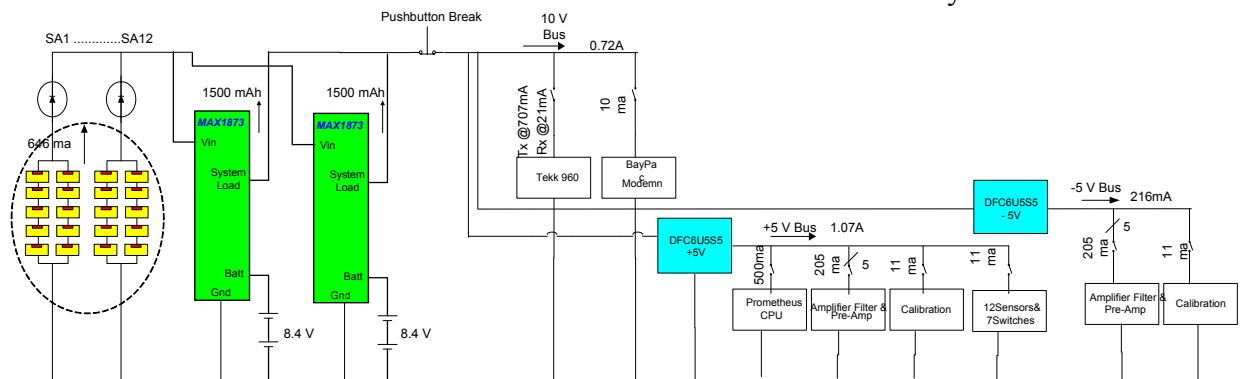 Pushbutton Break
10 V
Bus
0.72A
SA1 .............SA12
1500 mAh
1500 mAh
MAX1873
MAX1873
Vin
Vin
System
Load
System
Load
Batt
Batt
Gnd
Gnd
8.4 V
8.4 V
646 ma
Tx @707mA
Rx @21mA
10
ma
Tekk 960
BayPa
c
Modemn
DFC6U5S5
+5V
+5 V Bus
1.07A
500ma
205
ma
5
11
ma
11
ma
Prometheus
CPU
Amplifier Filter &
Pre-Amp
Calibration
12Sensors&
7Switches
DFC6U5S5
- 5V
-5 V Bus
216mA
205
ma
5
11
ma
Amplifier Filter &
Pre-Amp
Calibration